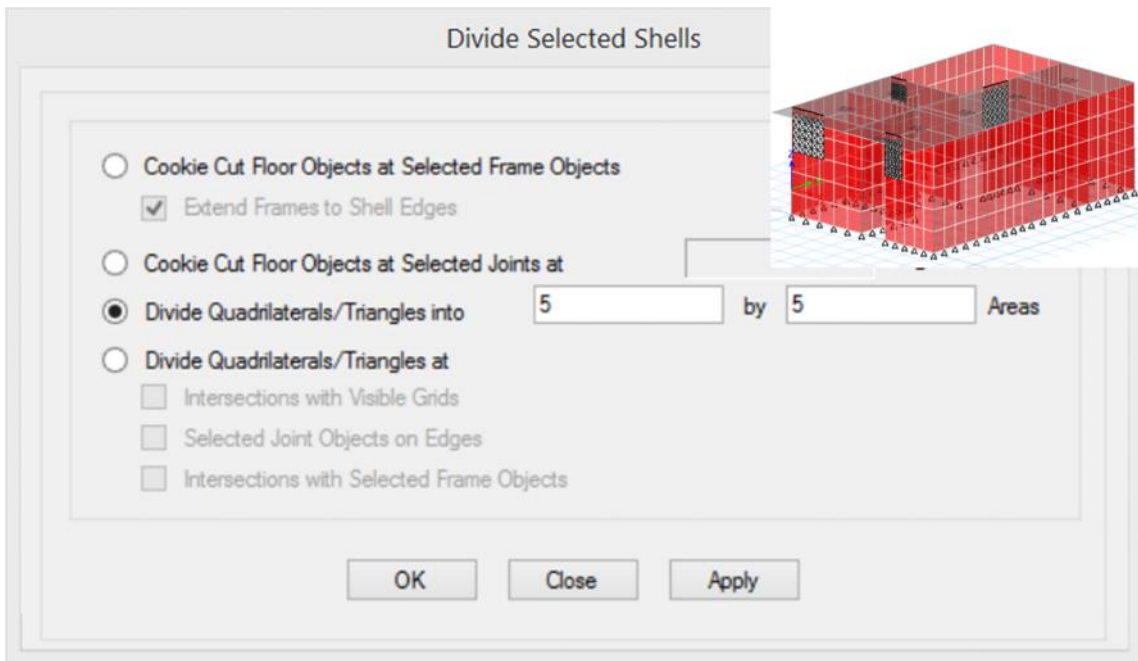 Divide Selected Shells
Cookie Cut Floor Objects at Selected Frame Objects
Extend Frames to Shell Edges
Cookie Cut Floor Objects at Selected Joints at
Divide Quadrilaterals/Triangles into 5 by 5 Areas
Divide Quadrilaterals/Triangles at
Intersections with Visible Grids
Selected Joint Objects on Edges
Intersections with Selected Frame Objects
OK Close Apply